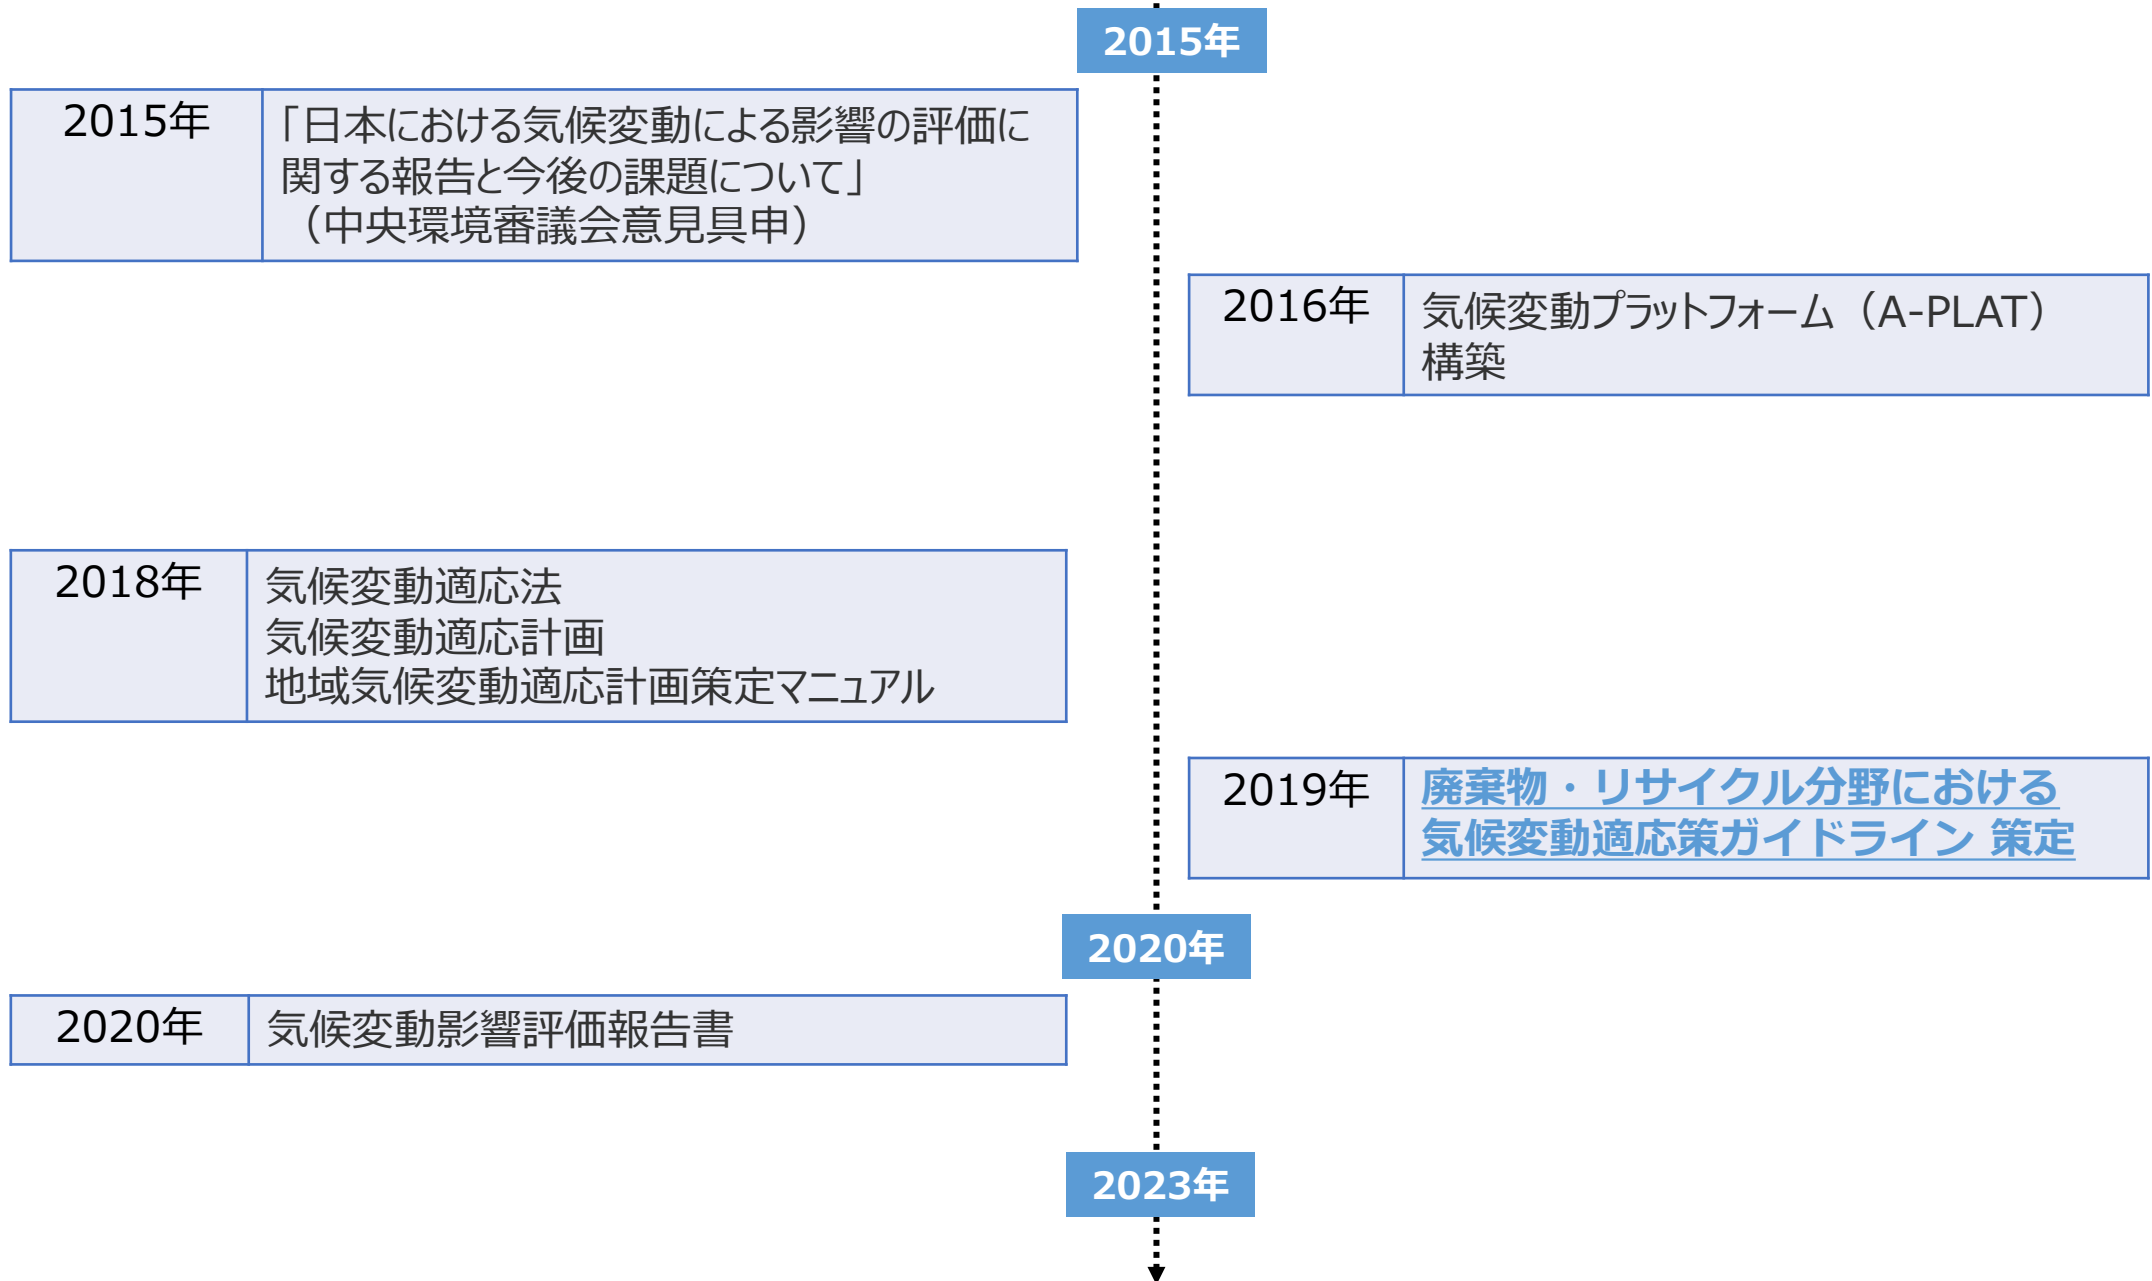 2015年
2015年
「日本における気候変動による影響の評価に
関する報告と今後の課題について」
（中央環境審議会意見具申）
2016年
気候変動プラットフォーム（A-PLAT）
構築
2018年
気候変動適応法
気候変動適応計画
地域気候変動適応計画策定マニュアル
2019年
廃棄物・リサイクル分野における
気候変動適応策ガイドライン 策定
2020年
2020年
気候変動影響評価報告書
2023年